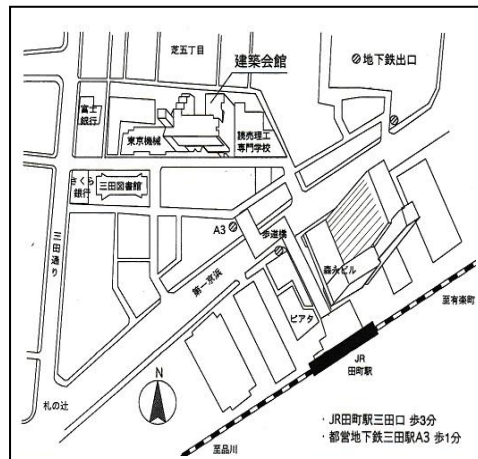 芝五丁目
建築会館
地下鉄出口
富士
銀行
東京機械
読売理工
専門学校
さくら
銀行
三田図書館
A3
歩道橋
三田通り
第一京浜
森永ビル
ピアタ
至有楽町
JR
田町駅
N
札の辻
至品川
・JR田町駅三田口 歩3分
・都営地下鉄三田駅A3 歩1分